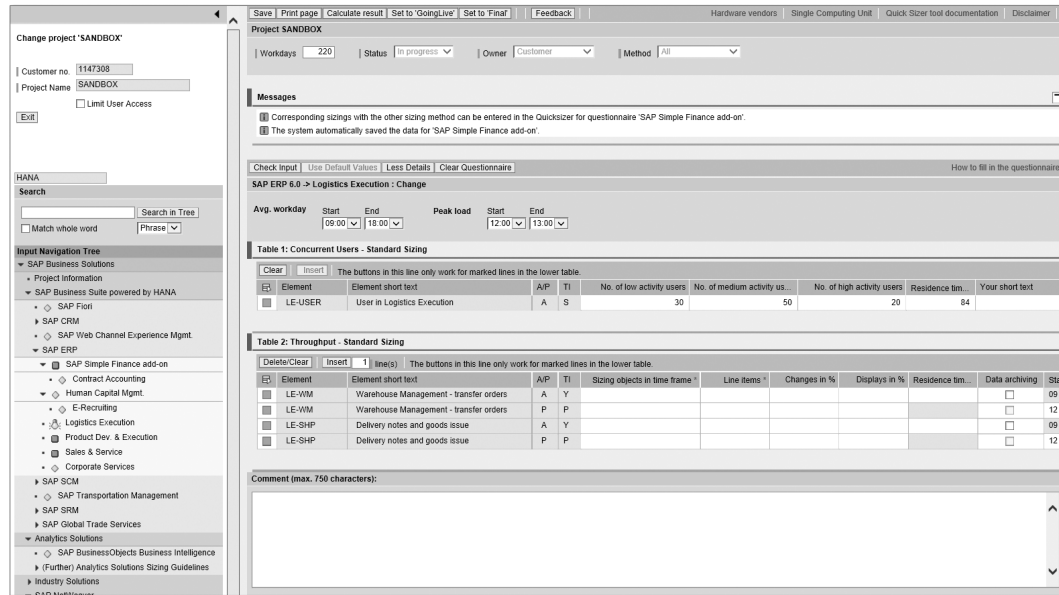 Change project 'SANDBOX'
Customer no. 1147308
Project Name SANDBOX
Limit User Access
Exit
HANA
Search
Search in Tree
Match whole word Phrase
Input Navigation Tree
SAP Business Solutions
Project Information
SAP Business Suite powered by HANA
SAP Fiori
SAP CRM
SAP Web Channel Experience Mgmt.
SAP ERP
SAP Simple Finance add-on
Contract Accounting
Human Capital Mgmt.
E-Recruiting
Logistics Execution
Product Dev. & Execution
Sales & Service
Corporate Services
SAP SCM
SAP Transportation Management
SAP SRM
SAP Global Trade Services
Analytics Solutions
SAP BusinessObjects Business Intelligence
(Further) Analytics Solutions Sizing Guidelines
Industry Solutions
SAP NetWeaver
Save Print page Calculate result Set to 'GoingLive' Set to 'Final' Feedback Hardware vendors Single Computing Unit Quick Sizer tool documentation Disclaimer
Project SANDBOX
Workdays 220 Status In progress Owner Customer Method All
Messages
Corresponding sizings with the other sizing method can be entered in the Quicksizer for questionnaire 'SAP Simple Finance add-on'.
The system automatically saved the data for 'SAP Simple Finance add-on'.
Check Input Use Default Values Less Details Clear Questionnaire How to fill in the questionnaire
SAP ERP 6.0 -> Logistics Execution : Change
Avg. workday Start End Peak load Start End
09:00 18:00 12:00 13:00
Table 1: Concurrent Users - Standard Sizing
Clear Insert The buttons in this line only work for marked lines in the lower table.
Element Element short text A/P TI No. of low activity users No. of medium activity us... No. of high activity users Residence tim... Your short text
LE-USER User in Logistics Execution A S 30 50 20 84
Table 2: Throughput - Standard Sizing
Delete/Clear Insert 1 line(s) The buttons in this line only work for marked lines in the lower table.
Element Element short text A/P TI Sizing objects in time frame * Line items * Changes in % Displays in % Residence tim... Data archiving Sta
LE-WM Warehouse Management - transfer orders A Y 09
LE-WM Warehouse Management - transfer orders P P 12
LE-SHP Delivery notes and goods issue A Y 09
LE-SHP Delivery notes and goods issue P P 12
Comment (max. 750 characters):